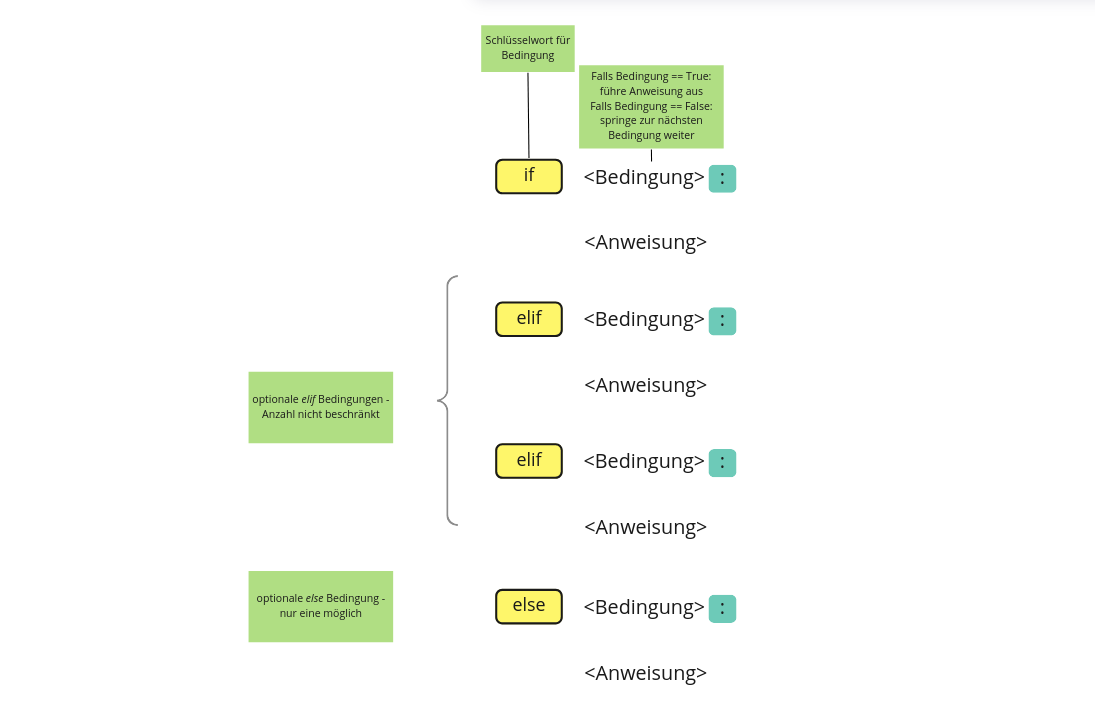 Schlüsselwort für
Bedingung
Falls Bedingung == True:
führe Anweisung aus
Falls Bedingung == False:
springe zur nächsten
Bedingung weiter
if <Bedingung> :
<Anweisung>
elif <Bedingung> :
<Anweisung>
optionale elif Bedingungen -
Anzahl nicht beschränkt
elif <Bedingung> :
<Anweisung>
optionale else Bedingung -
nur eine möglich
else <Bedingung> :
<Anweisung>